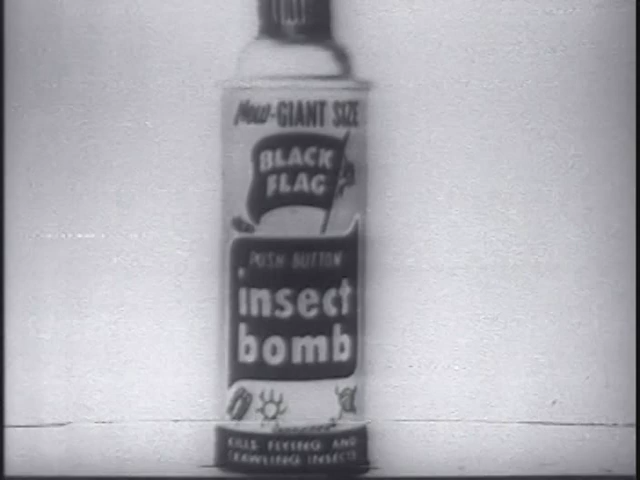 New-GIANT SIZE
BLACK
FLAG
PUSH-BUTTON
insect
bomb
KILLS FLYING AND
CRAWLING INSECTS